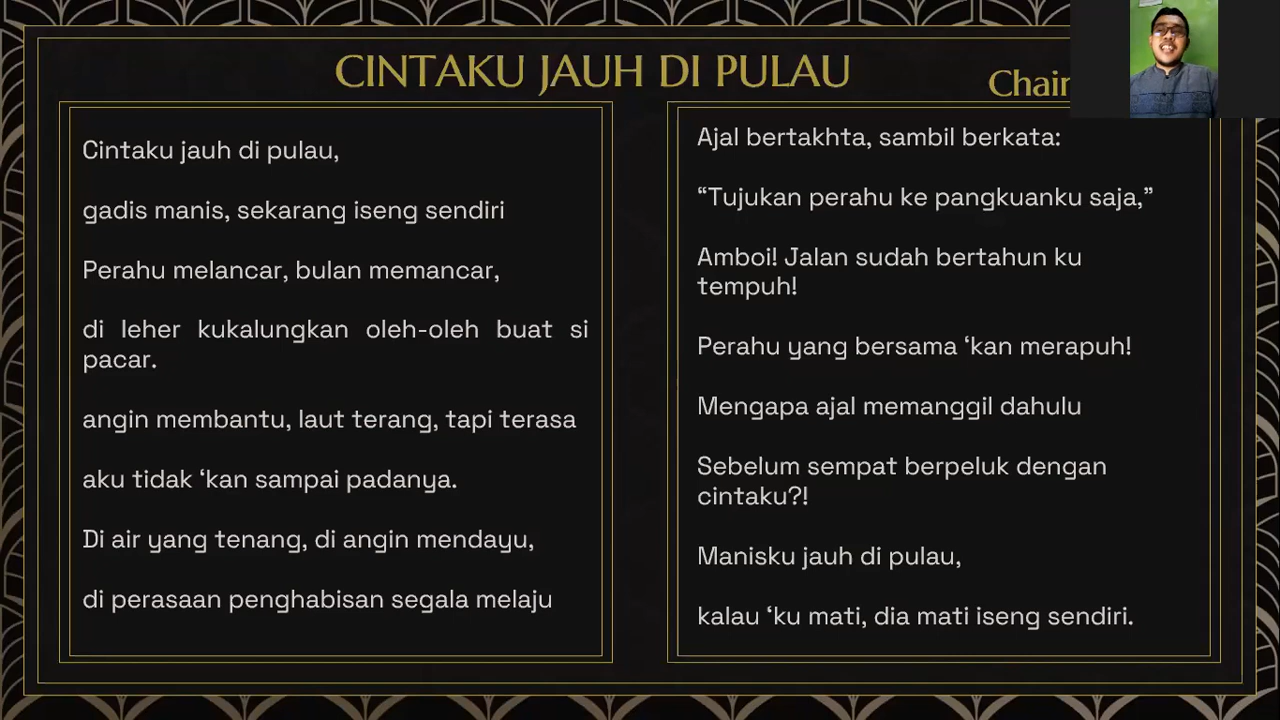 CINTAKU JAUH DI PULAU
Cintaku jauh di pulau,
gadis manis, sekarang iseng sendiri
Perahu melancar, bulan memancar,
di leher kukalungkan oleh-oleh buat si
pacar.
angin membantu, laut terang, tapi terasa
aku tidak ‘kan sampai padanya.
Di air yang tenang, di angin mendayu,
di perasaan penghabisan segala melaju
Ajal bertakhta, sambil berkata:
“Tujukan perahu ke pangkuanku saja,”
Amboi! Jalan sudah bertahun ku
tempuh!
Perahu yang bersama ‘kan merapuh!
Mengapa ajal memanggil dahulu
Sebelum sempat berpeluk dengan
cintaku?!
Manisku jauh di pulau,
kalau ‘ku mati, dia mati iseng sendiri.